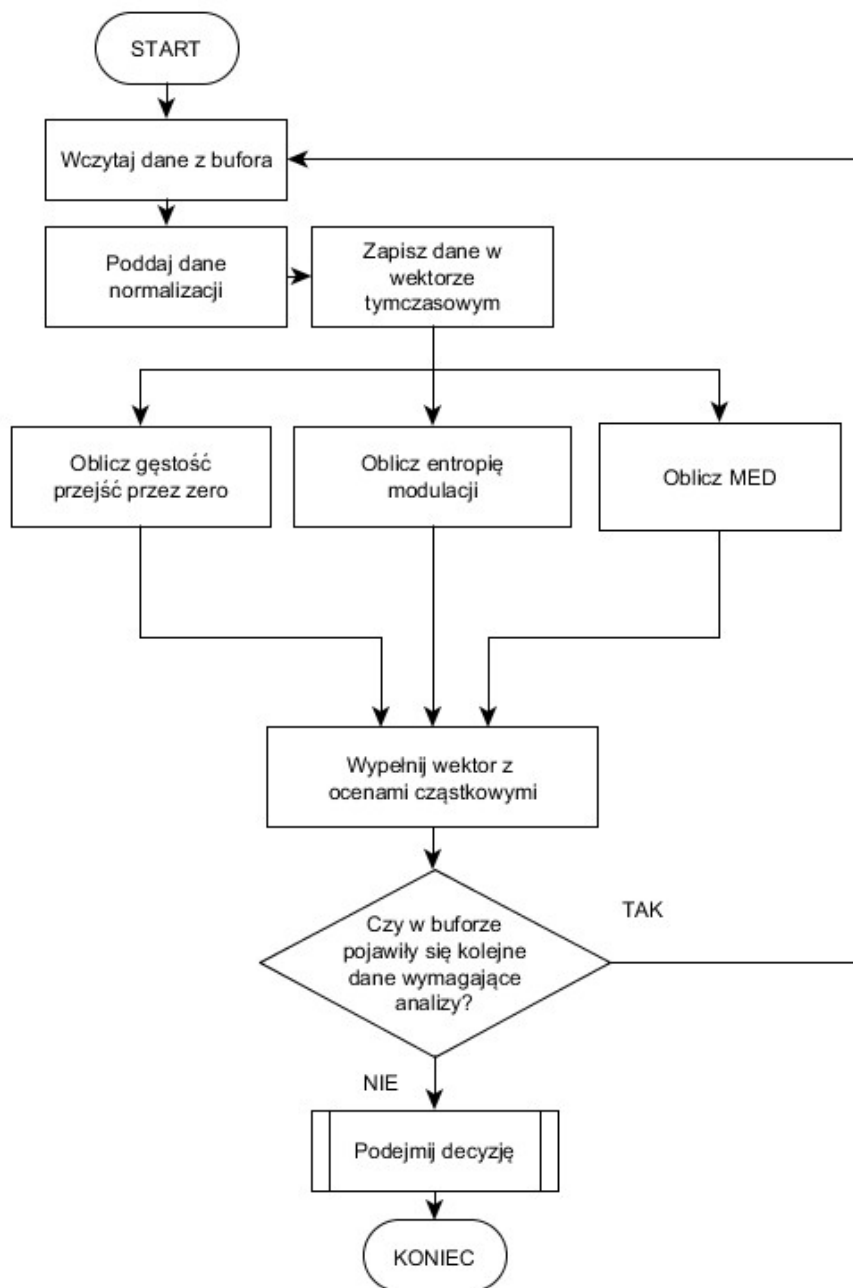 START
Wczytaj dane z bufora
Poddaj dane
normalizacji
Zapisz dane w
wektorze
tymczasowym
Oblicz gęstość
przejść przez zero
Oblicz entropię
modulacji
Oblicz MED
Wypełnij wektor z
ocenami cząstkowymi
Czy w buforze
pojawiły się kolejne
dane wymagające
analizy?
TAK
NIE
Podejmij decyzję
KONIEC